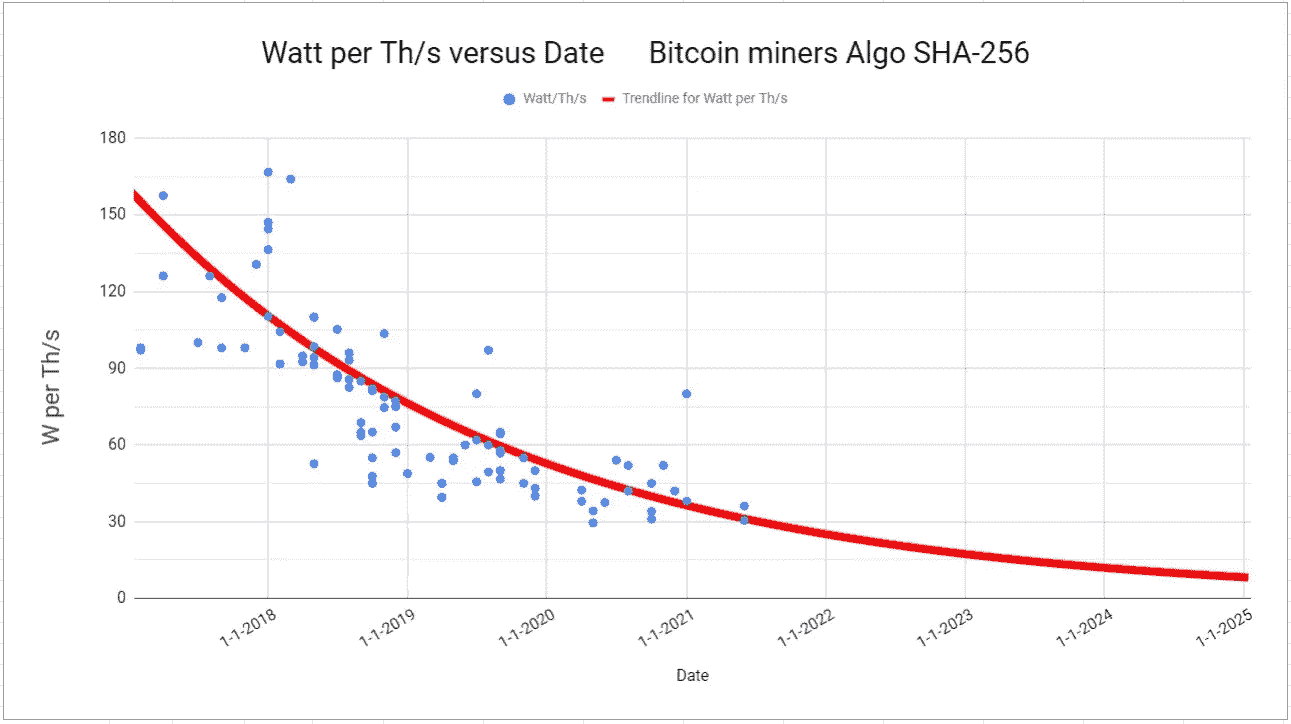 Watt per Th/s versus Date Bitcoin miners Algo SHA-256
Watt/Th/s Trendline for Watt per Th/s
180
150
120
90
60
30
0
W per Th/s
1-1-2018 1-1-2019 1-1-2020 1-1-2021 1-1-2022 1-1-2023 1-1-2024 1-1-2025
Date